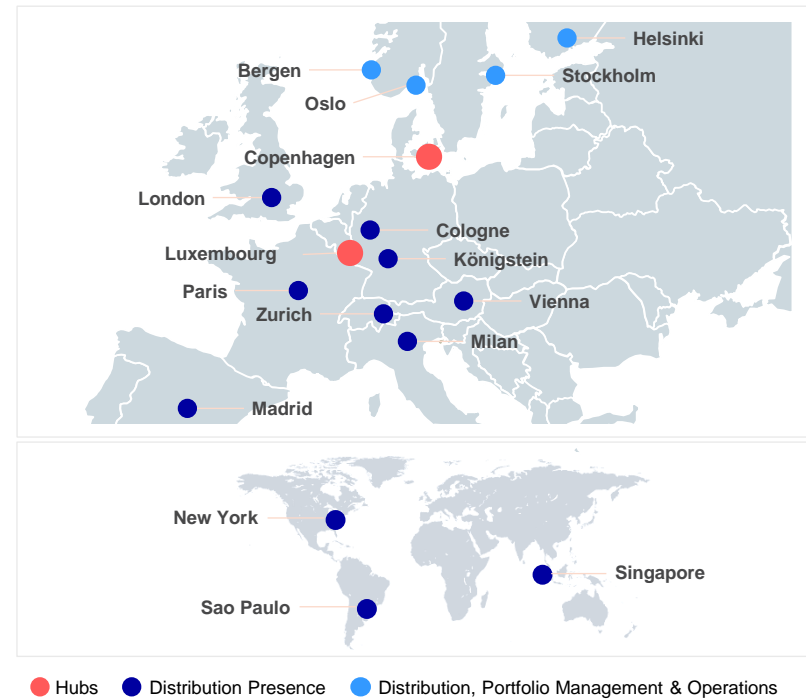 Helsinki
Bergen
Stockholm
Oslo
Copenhagen
London
Cologne
Luxembourg
Königstein
Paris
Vienna
Zurich
Milan
Madrid
New York
Singapore
Sao Paulo
Hubs
Distribution Presence
Distribution, Portfolio Management & Operations